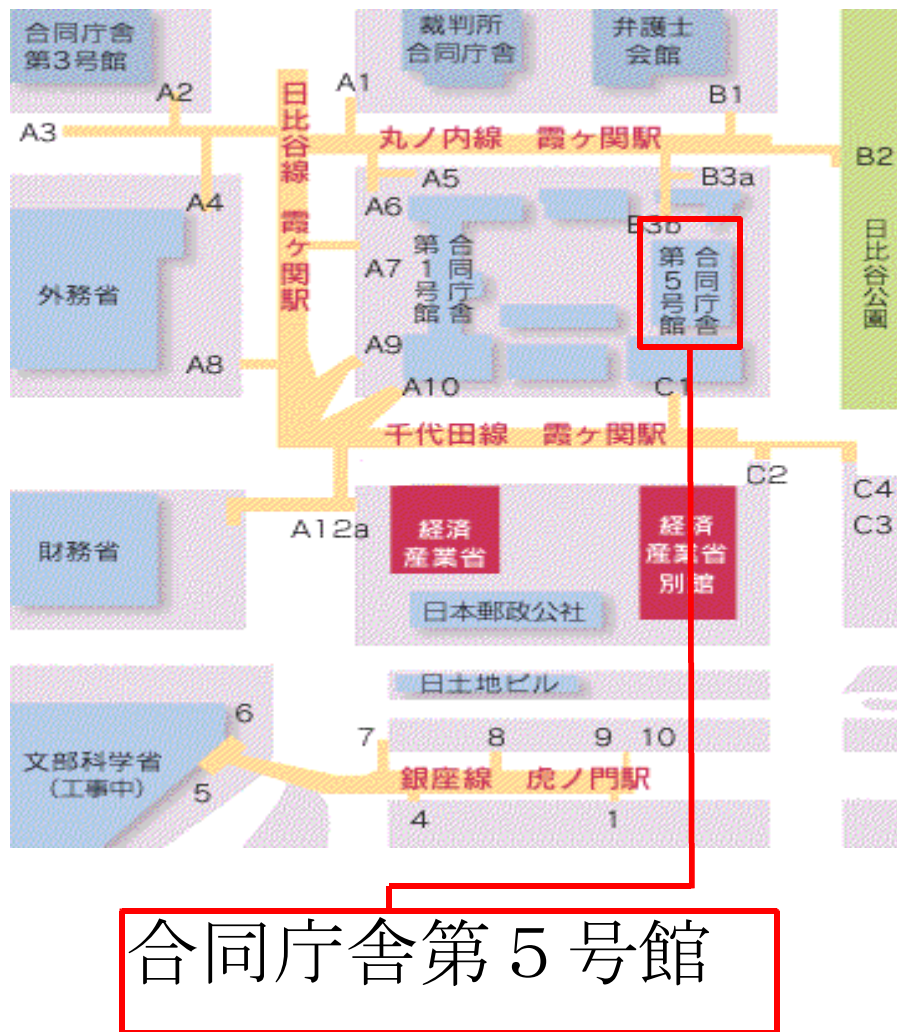 合同庁舎
第3号館
裁判所
合同庁舎
弁護士
会館
A2
A1
B1
A3
日比谷線　霞ヶ関駅
丸ノ内線　霞ヶ関駅
B2
A4
A5
B3a
A6
B3b
日比谷公園
外務省
A7
合同庁舎
第1号館
合同庁舎
第5号館
A8
A9
A10
C1
千代田線　霞ヶ関駅
C2
C4
C3
財務省
A12a
経済
産業省
経済
産業省
別館
日本郵政公社
日土地ビル
6
7
8
9
10
文部科学省
(工事中)
5
銀座線　虎ノ門駅
4
1
合同庁舎第５号館